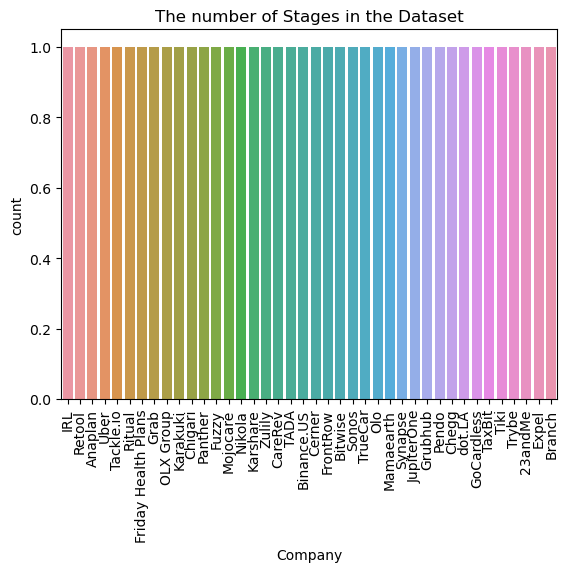 The number of Stages in the Dataset
count
1.0
0.8
0.6
0.4
0.2
0.0
IRL
Retool
Anaplan
Uber
Tackle.io
Ritual
Friday Health Plans
Grab
OLX Group
Karakuki
Chigari
Panther
Fuzzy
Mojocare
Nikola
Karshare
Zulily
CareRev
TADA
Binance.US
Cerner
FrontRow
Bitwise
Sonos
TrueCar
Olo
Mamaearth
Synapse
JupiterOne
Grubhub
Pendo
Chegg
dot.LA
GoCardless
TaxBit
Tiki
Trybe
23andMe
Expel
Branch
Company